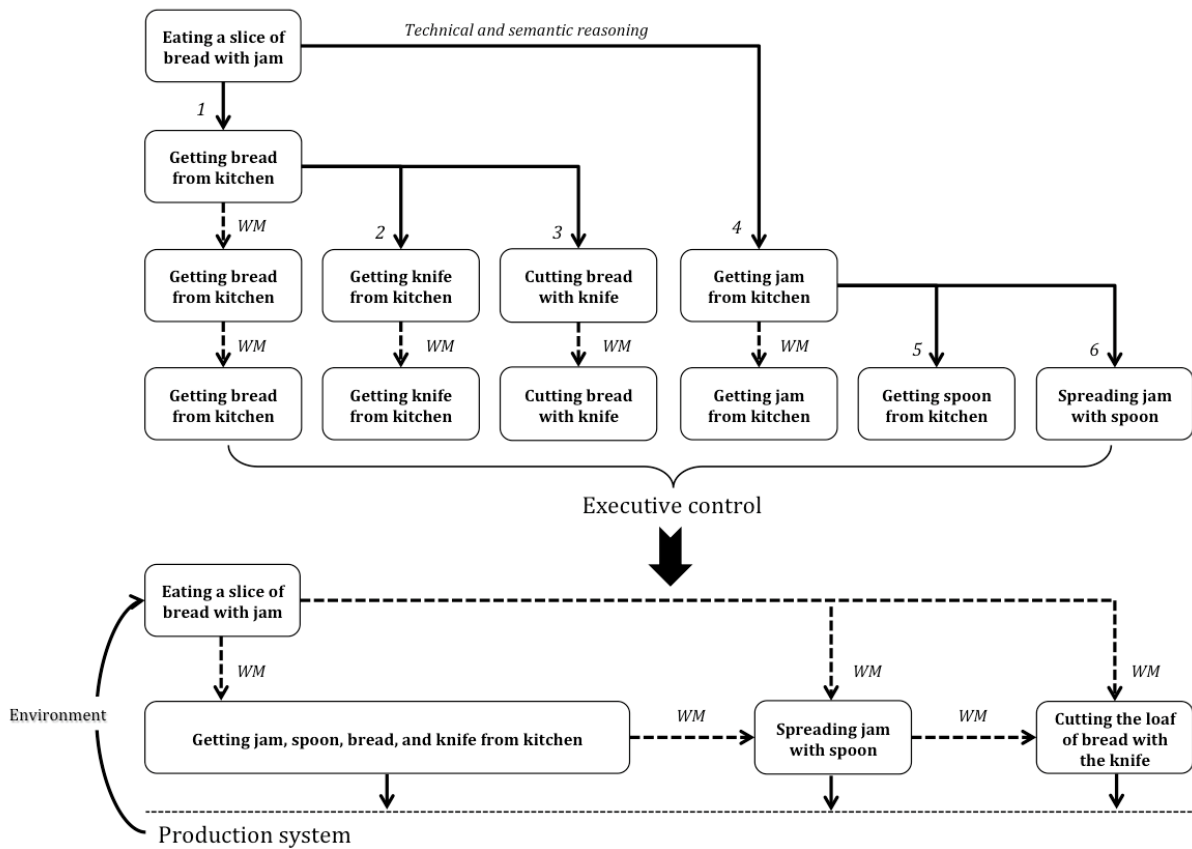 Eating a slice of
bread with jam
Technical and semantic reasoning
1
Getting bread
from kitchen
WM
2
3
4
Getting bread
from kitchen
Getting knife
from kitchen
Cutting bread
with knife
Getting jam
from kitchen
WM
WM
WM
WM
5
6
Getting bread
from kitchen
Getting knife
from kitchen
Cutting bread
with knife
Getting jam
from kitchen
Getting spoon
from kitchen
Spreading jam
with spoon
Executive control
Eating a slice of
bread with jam
WM
WM
WM
Environment
Getting jam, spoon, bread, and knife from kitchen
WM
Spreading jam
with spoon
WM
Cutting the loaf
of bread with
the knife
Production system